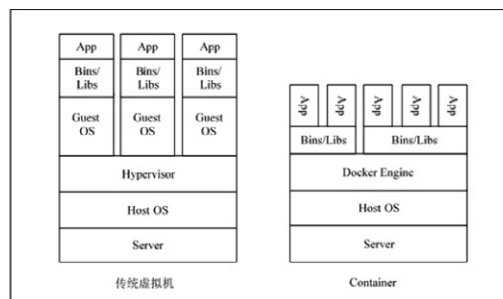 App App App
Bins/ Libs Bins/ Libs Bins/ Libs
Guest OS Guest OS Guest OS
Hypervisor
Host OS
Server
传统虚拟机
App App App App App
Bins/Libs Bins/Libs
Docker Engine
Host OS
Server
Container